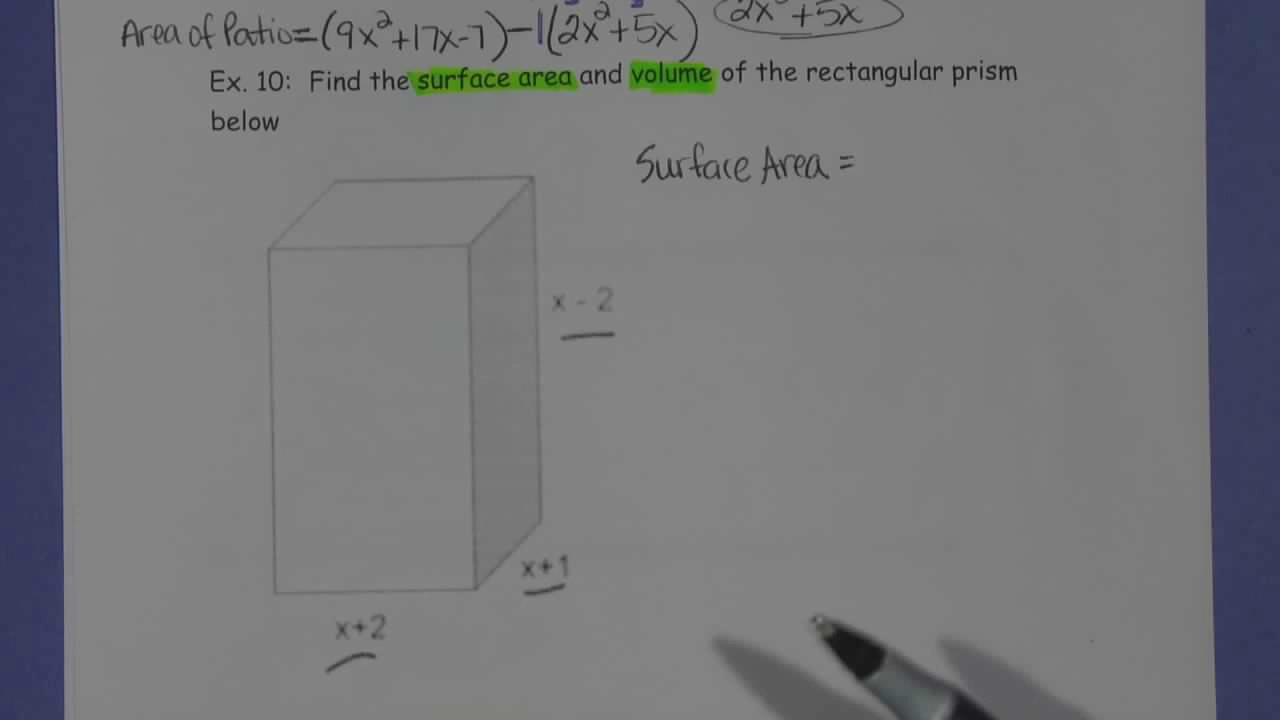 2x² +5x
Area of Patio=(9x²+17x-7)-1(2x²+5x)
Ex. 10: Find the surface area and volume of the rectangular prism
below
Surface Area =
x - 2
x+1
x+2